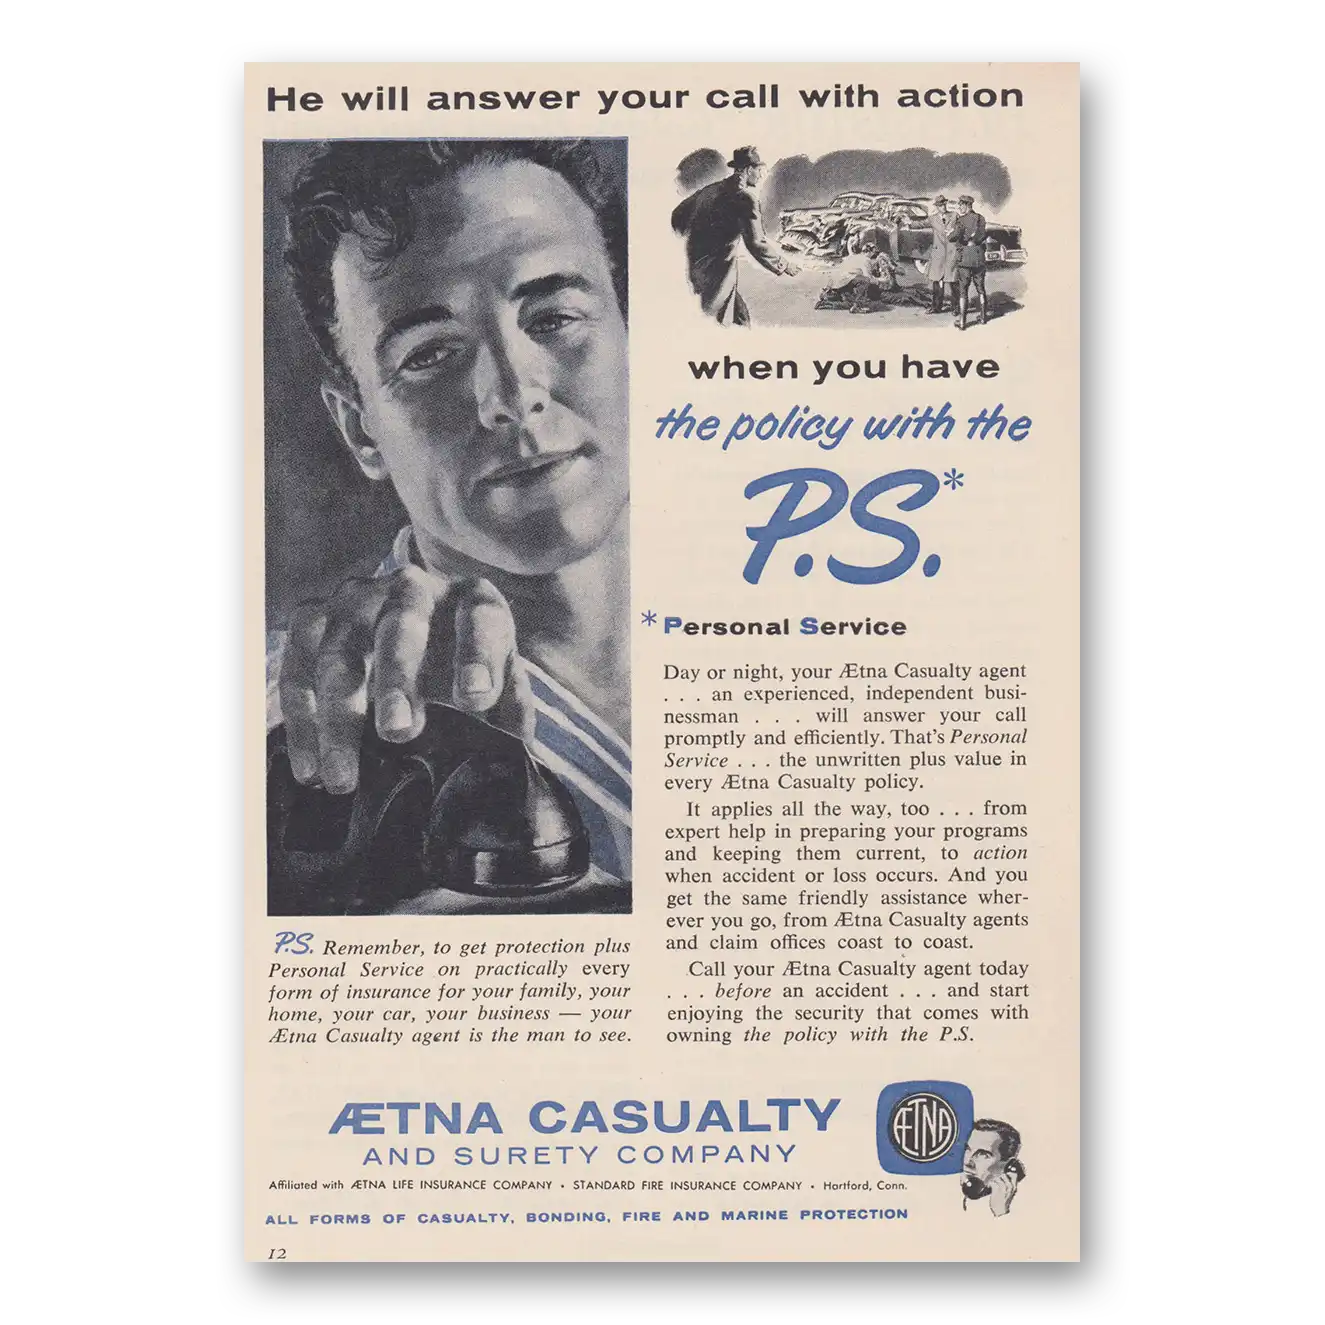 He will answer your call with action
when you have
the policy with the
P.S.*
*Personal Service
Day or night, your Ætna Casualty agent
. . . an experienced, independent busi-
nessman . . . will answer your call
promptly and efficiently. That's Personal
Service . . . the unwritten plus value in
every Ætna Casualty policy.
It applies all the way, too . . . from
expert help in preparing your programs
and keeping them current, to action
when accident or loss occurs. And you
get the same friendly assistance wher-
ever you go, from Ætna Casualty agents
and claim offices coast to coast.
Call your Ætna Casualty agent today
. . . before an accident . . . and start
enjoying the security that comes with
owning the policy with the P.S.
P.S. Remember, to get protection plus
Personal Service on practically every
form of insurance for your family, your
home, your car, your business — your
Ætna Casualty agent is the man to see.
ÆTNA CASUALTY
AND SURETY COMPANY
ÆTNA
Affiliated with ÆTNA LIFE INSURANCE COMPANY • STANDARD FIRE INSURANCE COMPANY • Hartford, Conn.
ALL FORMS OF CASUALTY, BONDING, FIRE AND MARINE PROTECTION
12